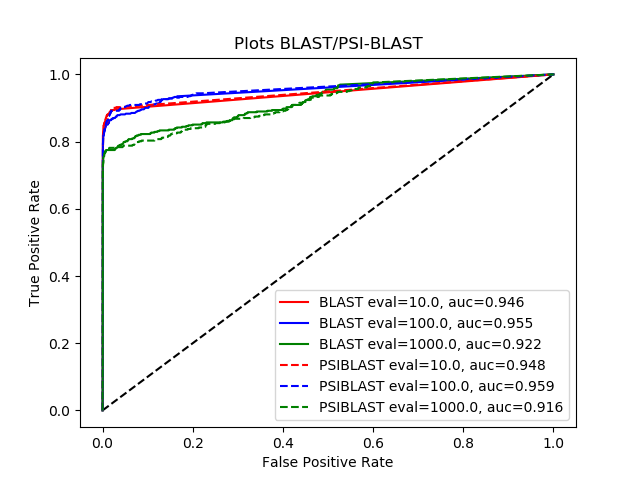 Plots BLAST/PSI-BLAST
1.0
0.8
0.6
0.4
0.2
0.0
True Positive Rate
BLAST eval=10.0, auc=0.946
BLAST eval=100.0, auc=0.955
BLAST eval=1000.0, auc=0.922
PSIBLAST eval=10.0, auc=0.948
PSIBLAST eval=100.0, auc=0.959
PSIBLAST eval=1000.0, auc=0.916
0.0 0.2 0.4 0.6 0.8 1.0
False Positive Rate